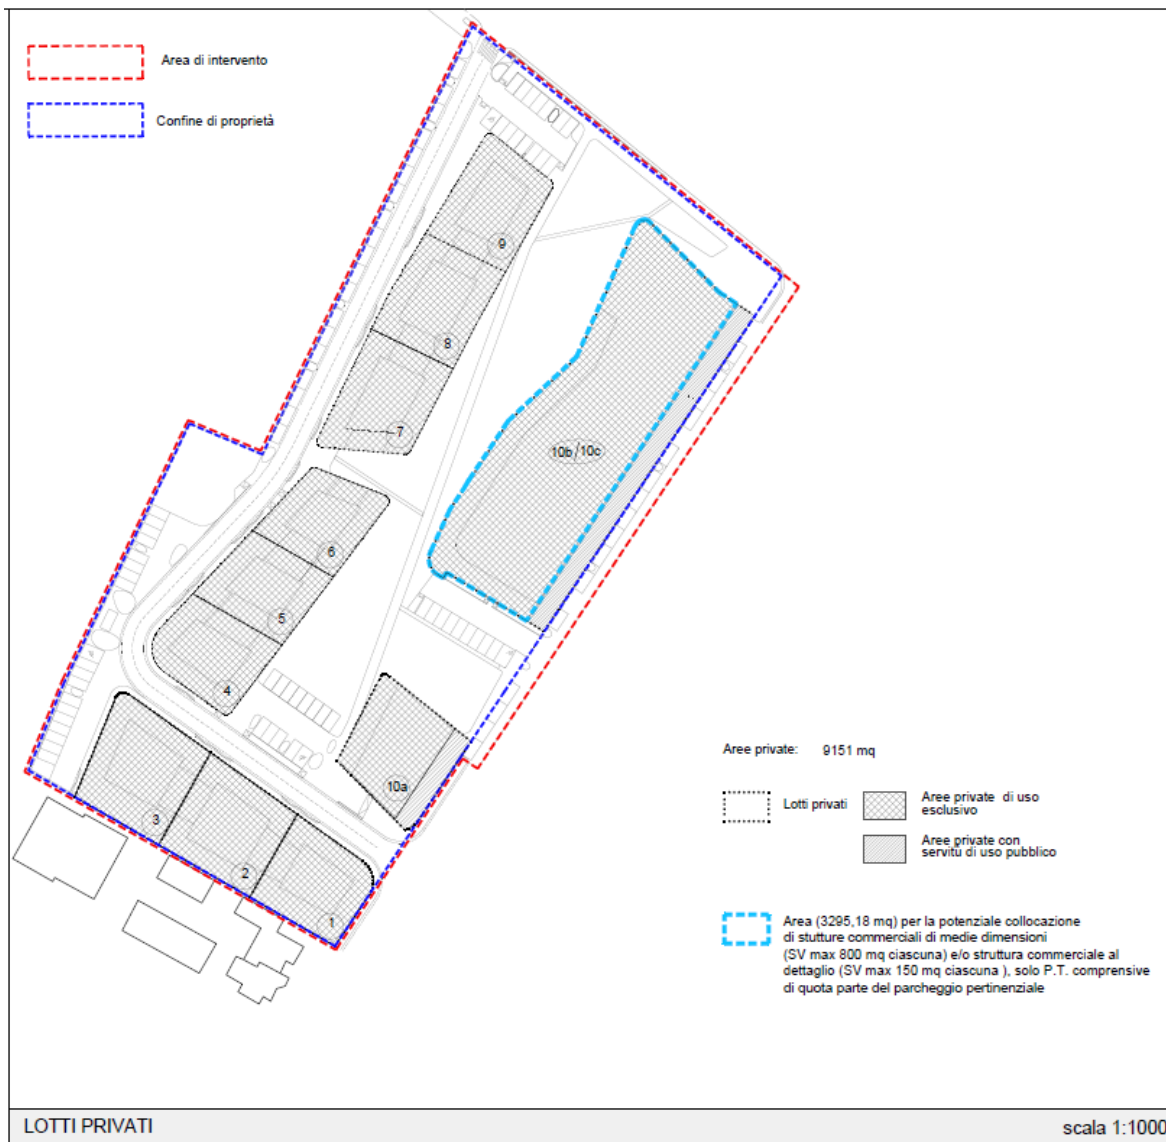 Area di intervento
Confine di proprietà
9
8
7
10b/10c
6
5
4
10a
3
2
1
Aree private: 9151 mq
Lotti privati
Aree private di uso
esclusivo
Aree private con
servitù di uso pubblico
Area (3295,18 mq) per la potenziale collocazione
di stutture commerciali di medie dimensioni
(SV max 800 mq ciascuna) e/o struttura commerciale al
dettaglio (SV max 150 mq ciascuna ), solo P.T. comprensive
di quota parte del parcheggio pertinenziale
LOTTI PRIVATI
scala 1:1000